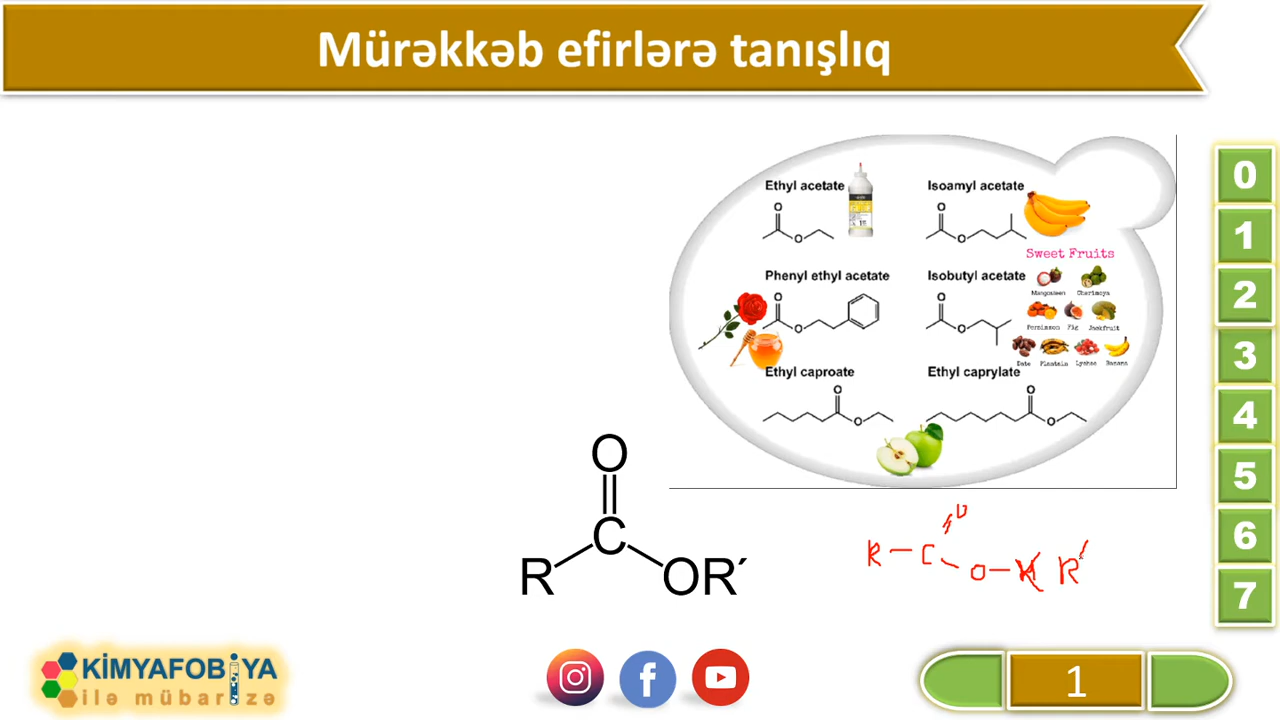 Mürəkkəb efirlərə tanışlıq
Ethyl acetate
Isoamyl acetate
O
O
O
O
Sweet Fruits
Phenyl ethyl acetate
Isobutyl acetate
Mangosteen
Cherimoya
O
O
O
O
Persimmon
Fig
Jackfruit
Date
Plantain
Lychee
Banana
Ethyl caproate
Ethyl caprylate
O
O
O
O
O
C
R
OR´
O
R – C
O – H R'
0
1
2
3
4
5
6
7
KİMYAFOBİYA
ilə mübarizə
1